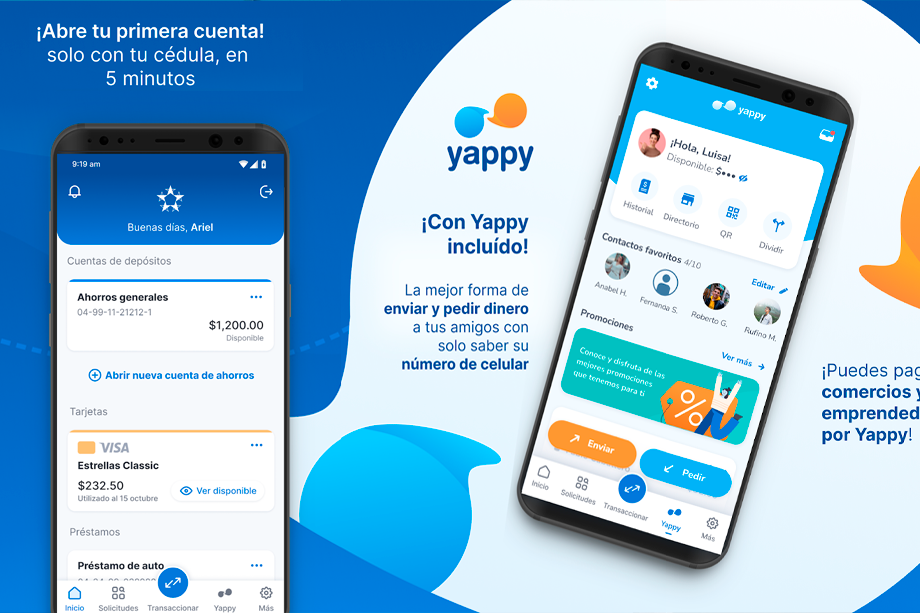 ¡Abre tu primera cuenta!
solo con tu cédula, en
5 minutos
9:19 am
Buenas días, Ariel
Cuentas de depósitos
Ahorros generales
04-99-11-21212-1
$1,200.00
Disponible
Abrir nueva cuenta de ahorros
Tarjetas
VISA
Estrellas Classic
$232.50
Utilizado al 15 octubre
Ver disponible
Préstamos
Préstamo de auto
Inicio
Solicitudes
Transaccionar
Yappy
Más
yappy
¡Con Yappy
incluído!
La mejor forma de
enviar y pedir dinero
a tus amigos con
solo saber su
número de celular
yappy
¡Hola, Luisa!
Disponible: $•••
Historial
Directorio
QR
Dividir
Contactos favoritos 4/10
Editar
Anabel H.
Fernanoa S.
Roberto G.
Rufino M.
Promociones
Ver más
Conoce y disfruta de las
mejores promociones
que tenemos para ti
%
Enviar
Pedir
Inicio
Solicitudes
Transaccionar
Yappy
Más
¡Puedes pag
comercios y
emprended
por Yappy!